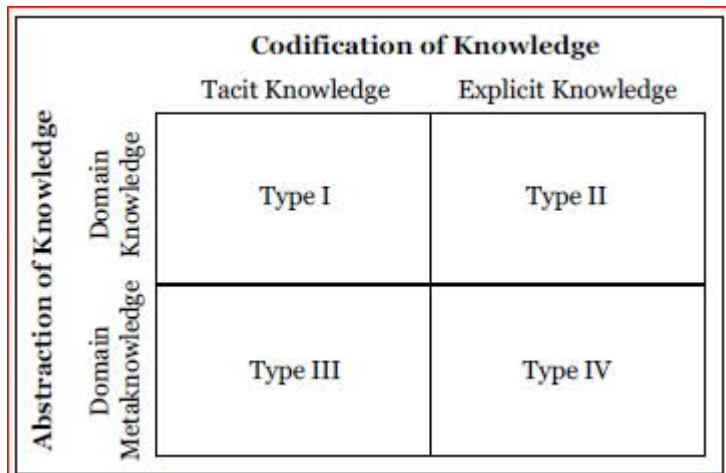 Codification of Knowledge
Tacit Knowledge
Explicit Knowledge
Abstraction of Knowledge
Domain
Knowledge
Type I
Type II
Domain
Metaknowledge
Type III
Type IV